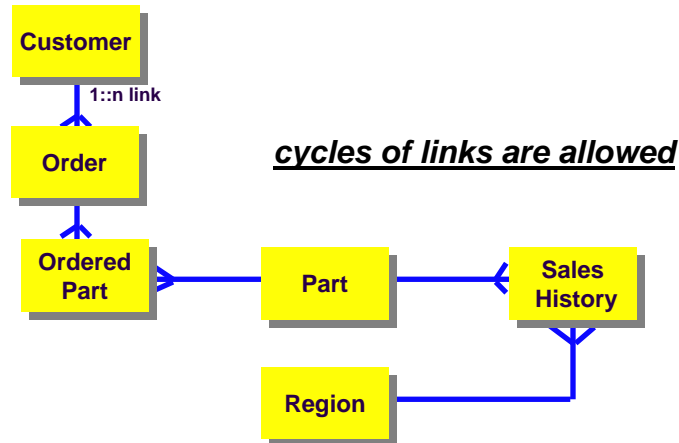 Customer
1::n link
Order
cycles of links are allowed
Ordered
Part
Part
Sales
History
Region